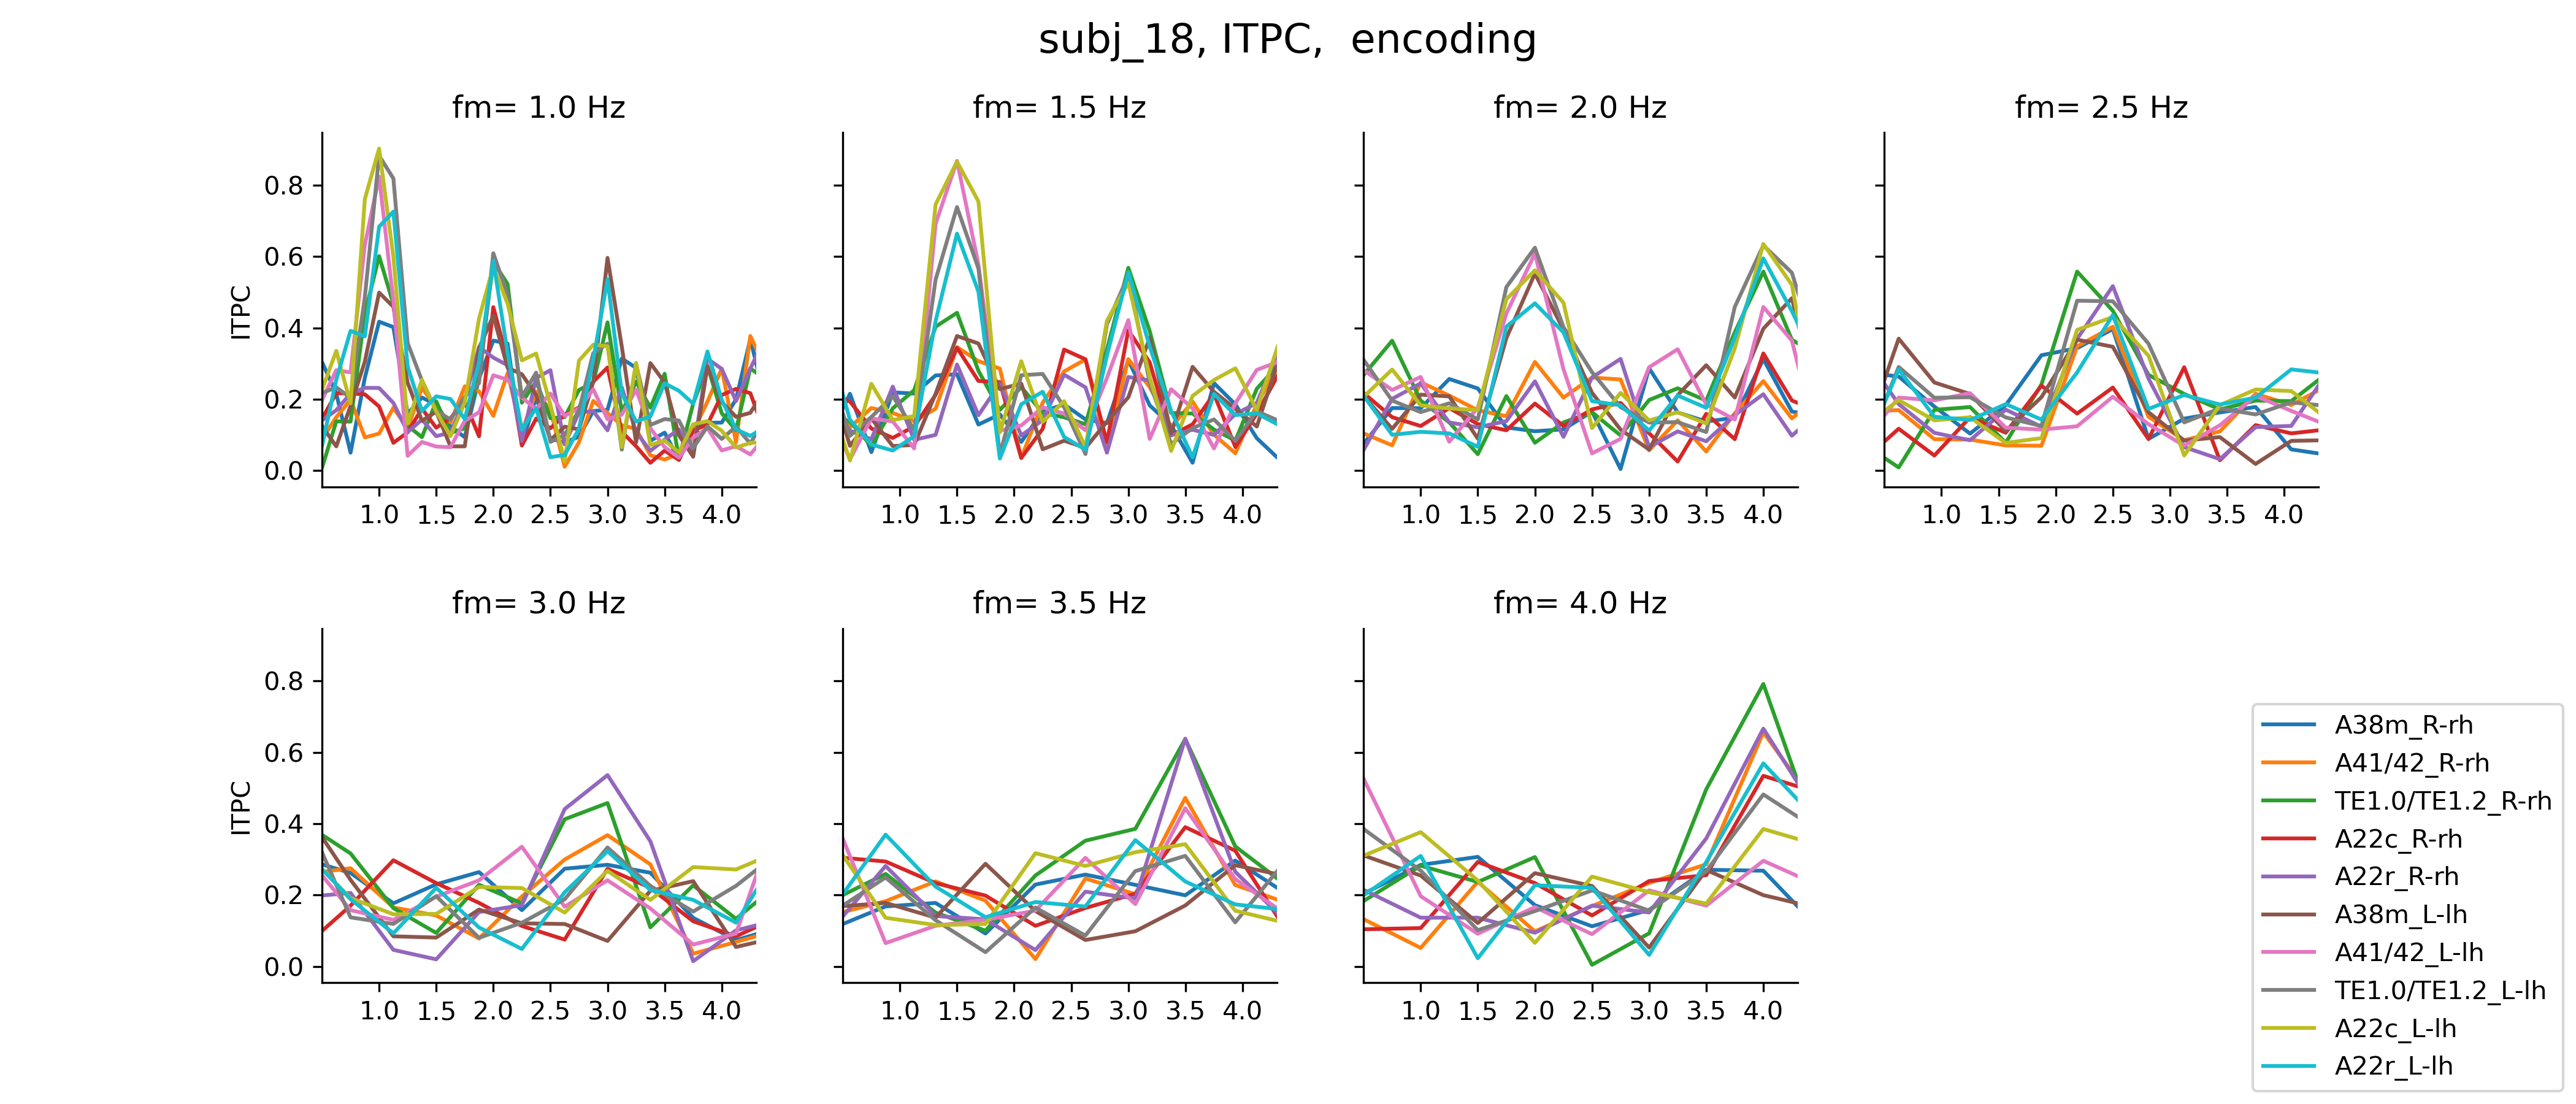 subj_18, ITPC,  encoding
fm= 1.0 Hz
fm= 1.5 Hz
fm= 2.0 Hz
fm= 2.5 Hz
ITPC
0.8
0.6
0.4
0.2
0.0
1.0 1.5 2.0 2.5 3.0 3.5 4.0
1.0 1.5 2.0 2.5 3.0 3.5 4.0
1.0 1.5 2.0 2.5 3.0 3.5 4.0
1.0 1.5 2.0 2.5 3.0 3.5 4.0
fm= 3.0 Hz
fm= 3.5 Hz
fm= 4.0 Hz
ITPC
0.8
0.6
0.4
0.2
0.0
1.0 1.5 2.0 2.5 3.0 3.5 4.0
1.0 1.5 2.0 2.5 3.0 3.5 4.0
1.0 1.5 2.0 2.5 3.0 3.5 4.0
A38m_R-rh
A41/42_R-rh
TE1.0/TE1.2_R-rh
A22c_R-rh
A22r_R-rh
A38m_L-lh
A41/42_L-lh
TE1.0/TE1.2_L-lh
A22c_L-lh
A22r_L-lh